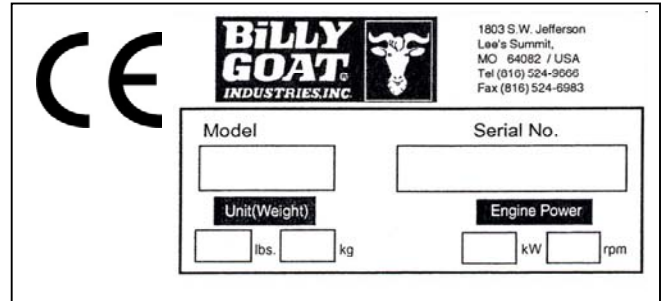 CE
BILLY
GOAT®
INDUSTRIES,INC.
1803 S.W. Jefferson
Lee's Summit,
MO 64082 / USA
Tel (816) 524-9666
Fax (816) 524-6983
Model Serial No.
Unit(Weight) Engine Power
lbs. kg kW rpm